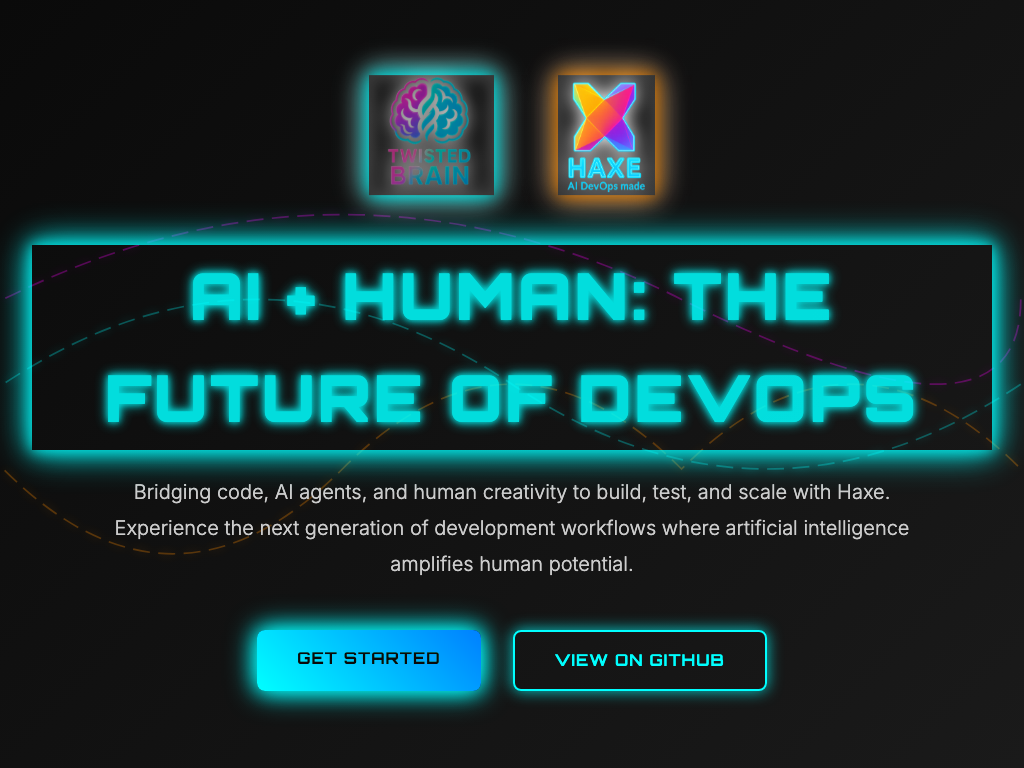 TWISTED
BRAIN
HAXE
AI DevOps made
AI + HUMAN: THE
FUTURE OF DEVOPS
Bridging code, AI agents, and human creativity to build, test, and scale with Haxe.
Experience the next generation of development workflows where artificial intelligence
amplifies human potential.
GET STARTED
VIEW ON GITHUB